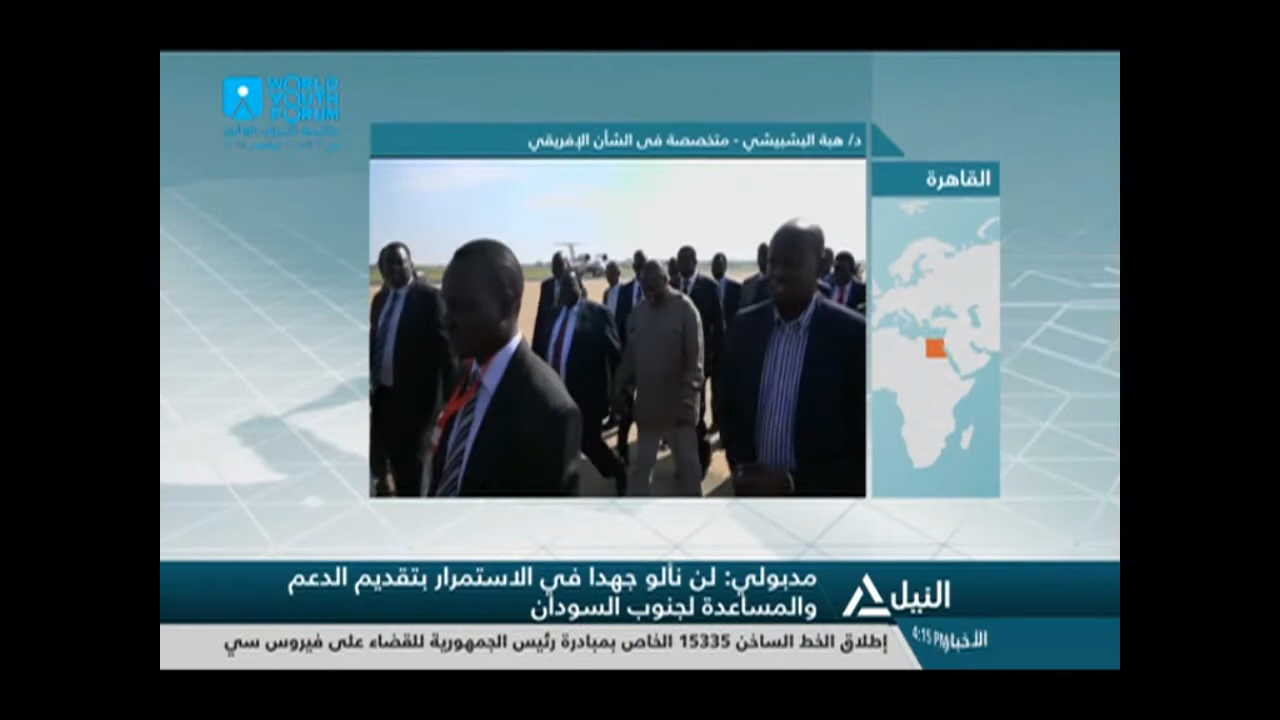 WORLD
YOUTH
FORUM
د/ هبة البشبيشي - متخصصة فى الشأن الإفريقي
القاهرة
مدبولي: لن نألو جهدا في الاستمرار بتقديم الدعم
والمساعدة لجنوب السودان
النيل
الأخبار
4:15 PM
إطلاق الخط الساخن 15335 الخاص بمبادرة رئيس الجمهورية للقضاء على فيروس سي